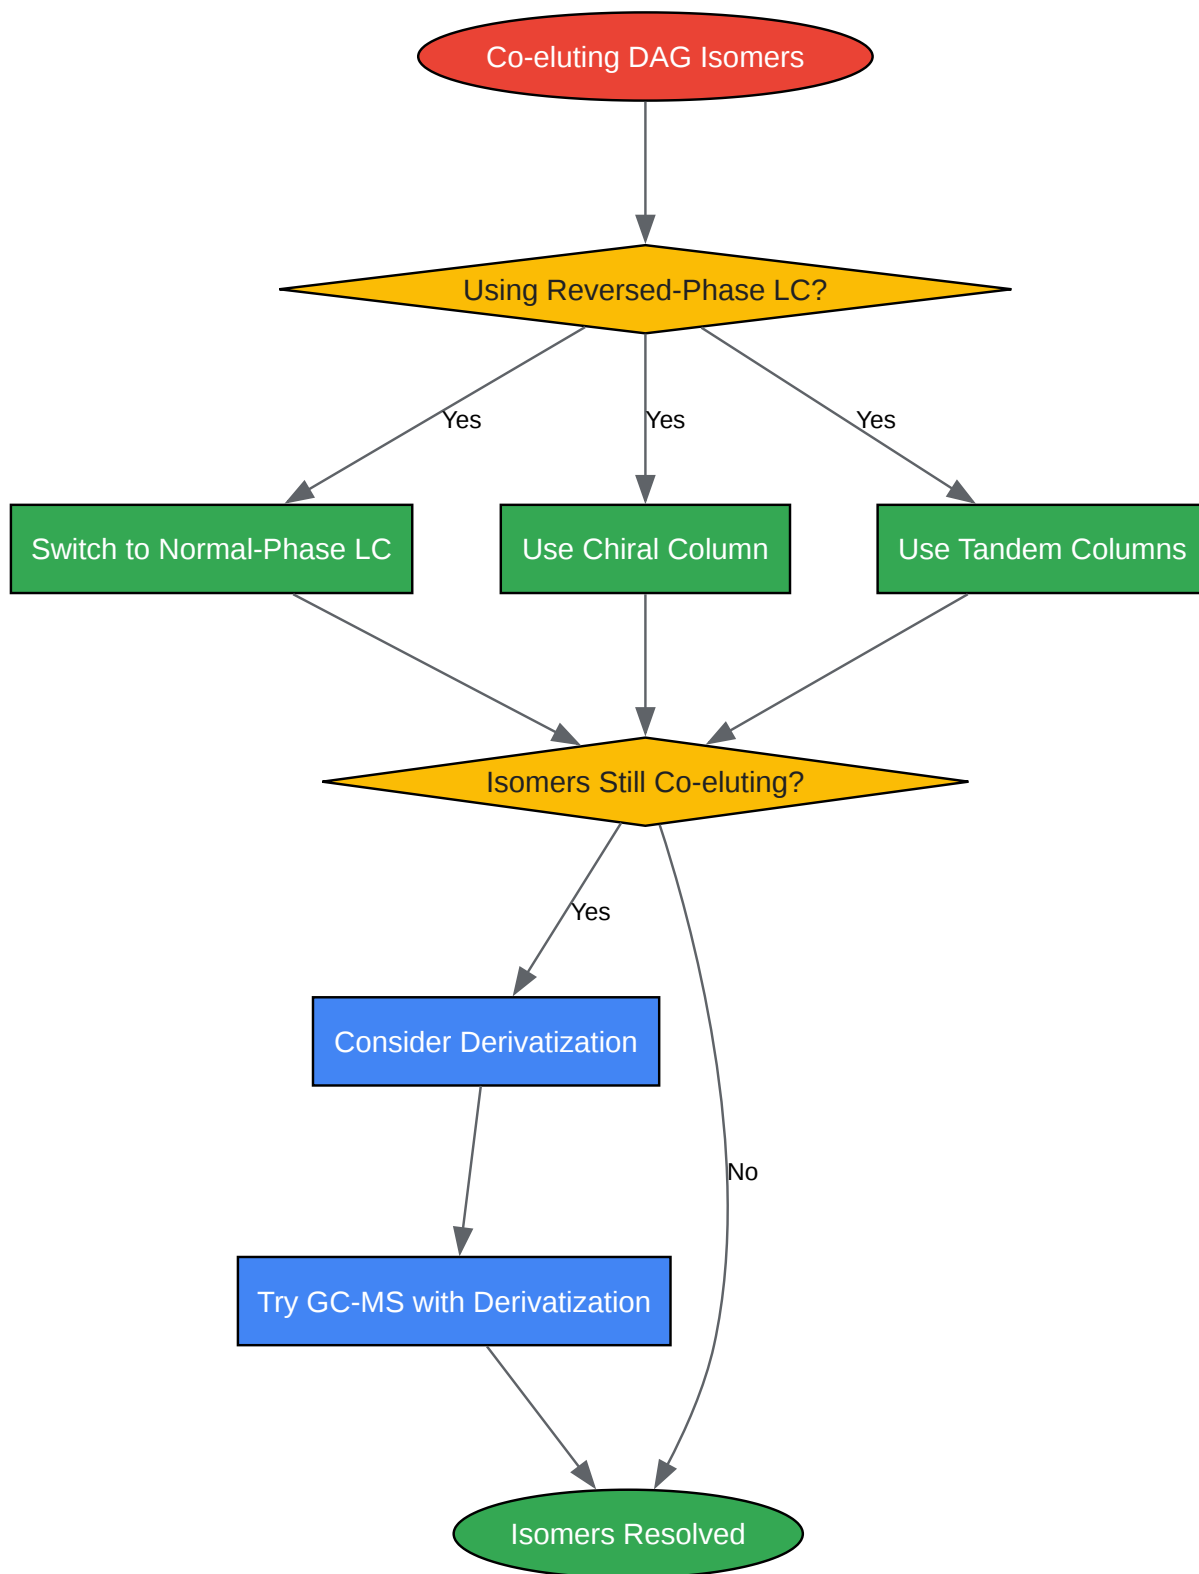 Co-eluting DAG Isomers
Using Reversed-Phase LC?
Yes
Yes
Yes
Switch to Normal-Phase LC
Use Chiral Column
Use Tandem Columns
Isomers Still Co-eluting?
Yes
Consider Derivatization
No
Try GC-MS with Derivatization
Isomers Resolved